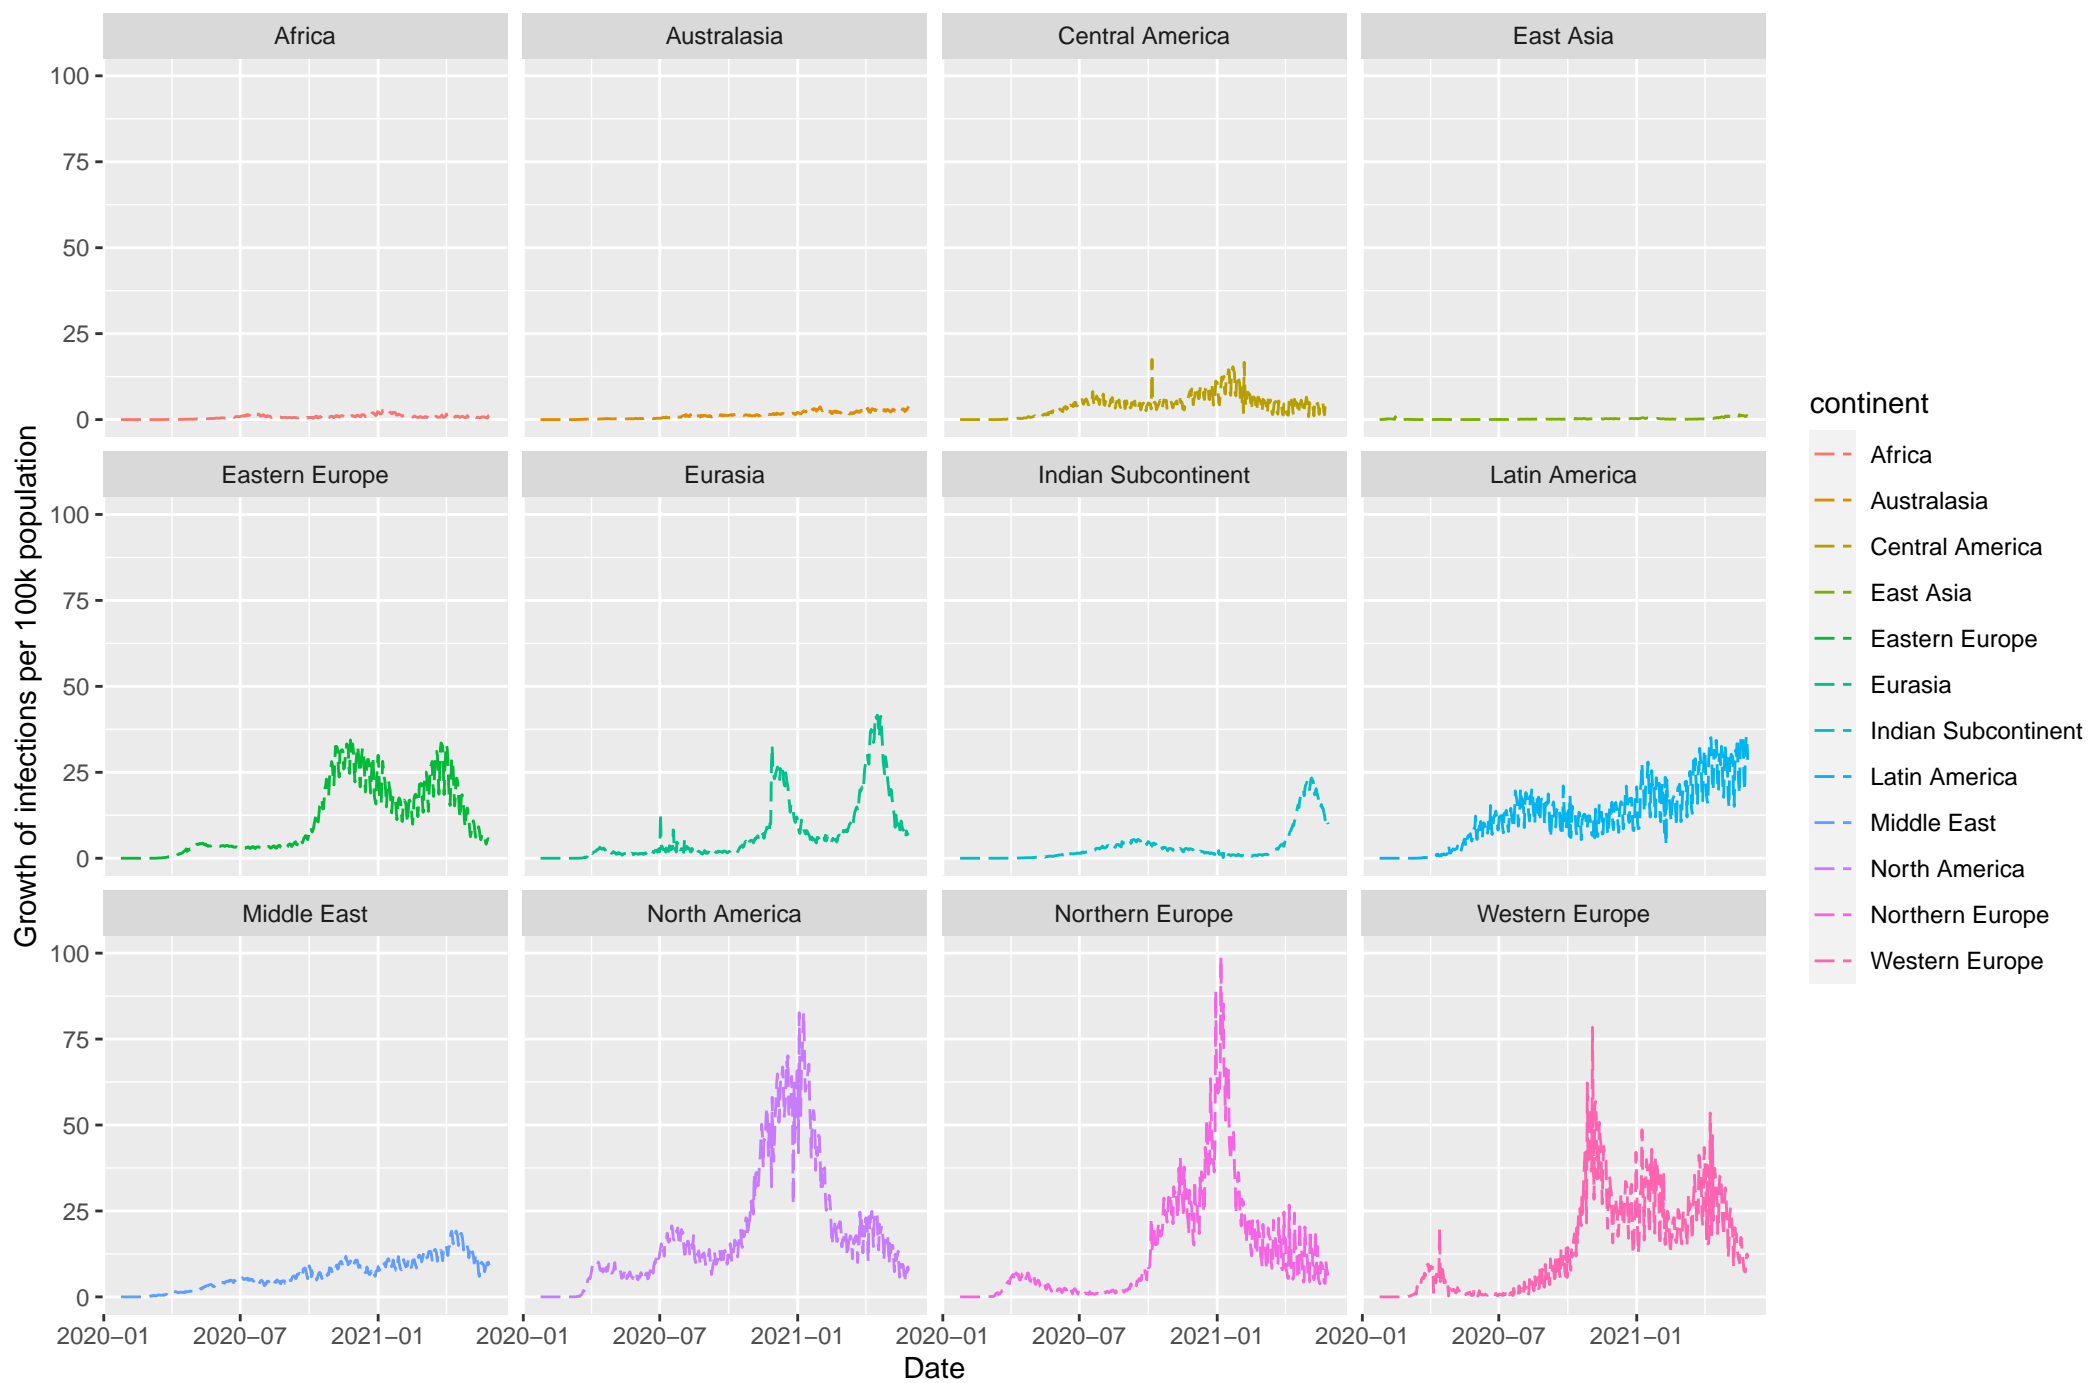 Africa
Australasia
Central America
East Asia
100
75
50
25
0
Eastern Europe
Eurasia
Indian Subcontinent
Latin America
100
75
50
25
0
Middle East
North America
Northern Europe
Western Europe
100
75
50
25
0
2020–01
2020–07
2021–01
2020–01
2020–07
2021–01
2020–01
2020–07
2021–01
2020–01
2020–07
2021–01
Date
Growth of infections per 100k population
continent
Africa
Australasia
Central America
East Asia
Eastern Europe
Eurasia
Indian Subcontinent
Latin America
Middle East
North America
Northern Europe
Western Europe